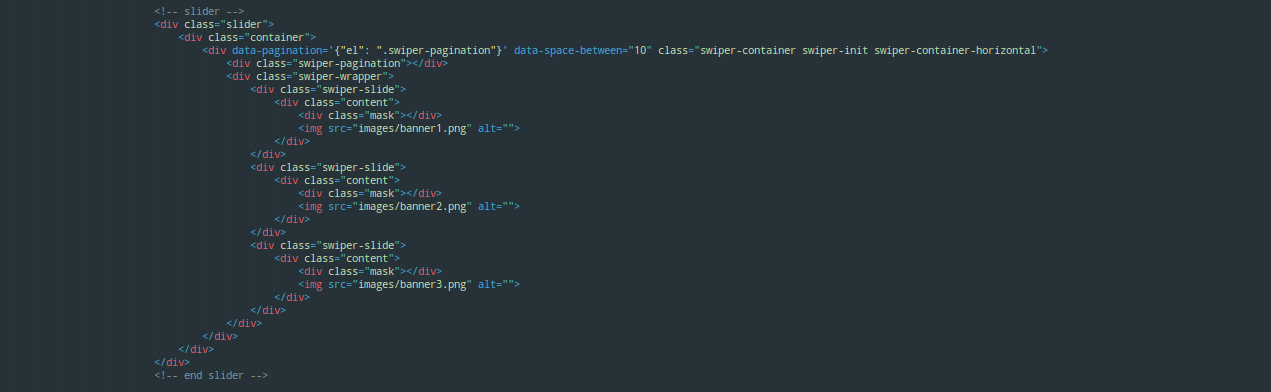 <!-- slider -->
<div class="slider">
<div class="container">
<div data-pagination='{"el": ".swiper-pagination"}' data-space-between="10" class="swiper-container swiper-init swiper-container-horizontal">
<div class="swiper-pagination"></div>
<div class="swiper-wrapper">
<div class="swiper-slide">
<div class="content">
<div class="mask"></div>
<img src="images/banner1.png" alt="">
</div>
</div>
<div class="swiper-slide">
<div class="content">
<div class="mask"></div>
<img src="images/banner2.png" alt="">
</div>
</div>
<div class="swiper-slide">
<div class="content">
<div class="mask"></div>
<img src="images/banner3.png" alt="">
</div>
</div>
</div>
</div>
</div>
</div>
<!-- end slider -->